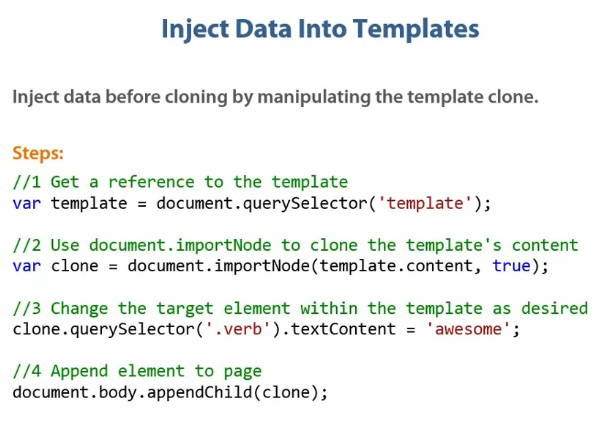 Inject Data Into Templates
Inject data before cloning by manipulating the template clone.
Steps:
//1 Get a reference to the template
var template = document.querySelector('template');
//2 Use document.importNode to clone the template's content
var clone = document.importNode(template.content, true);
//3 Change the target element within the template as desired
clone.querySelector('.verb').textContent = 'awesome';
//4 Append element to page
document.body.appendChild(clone);